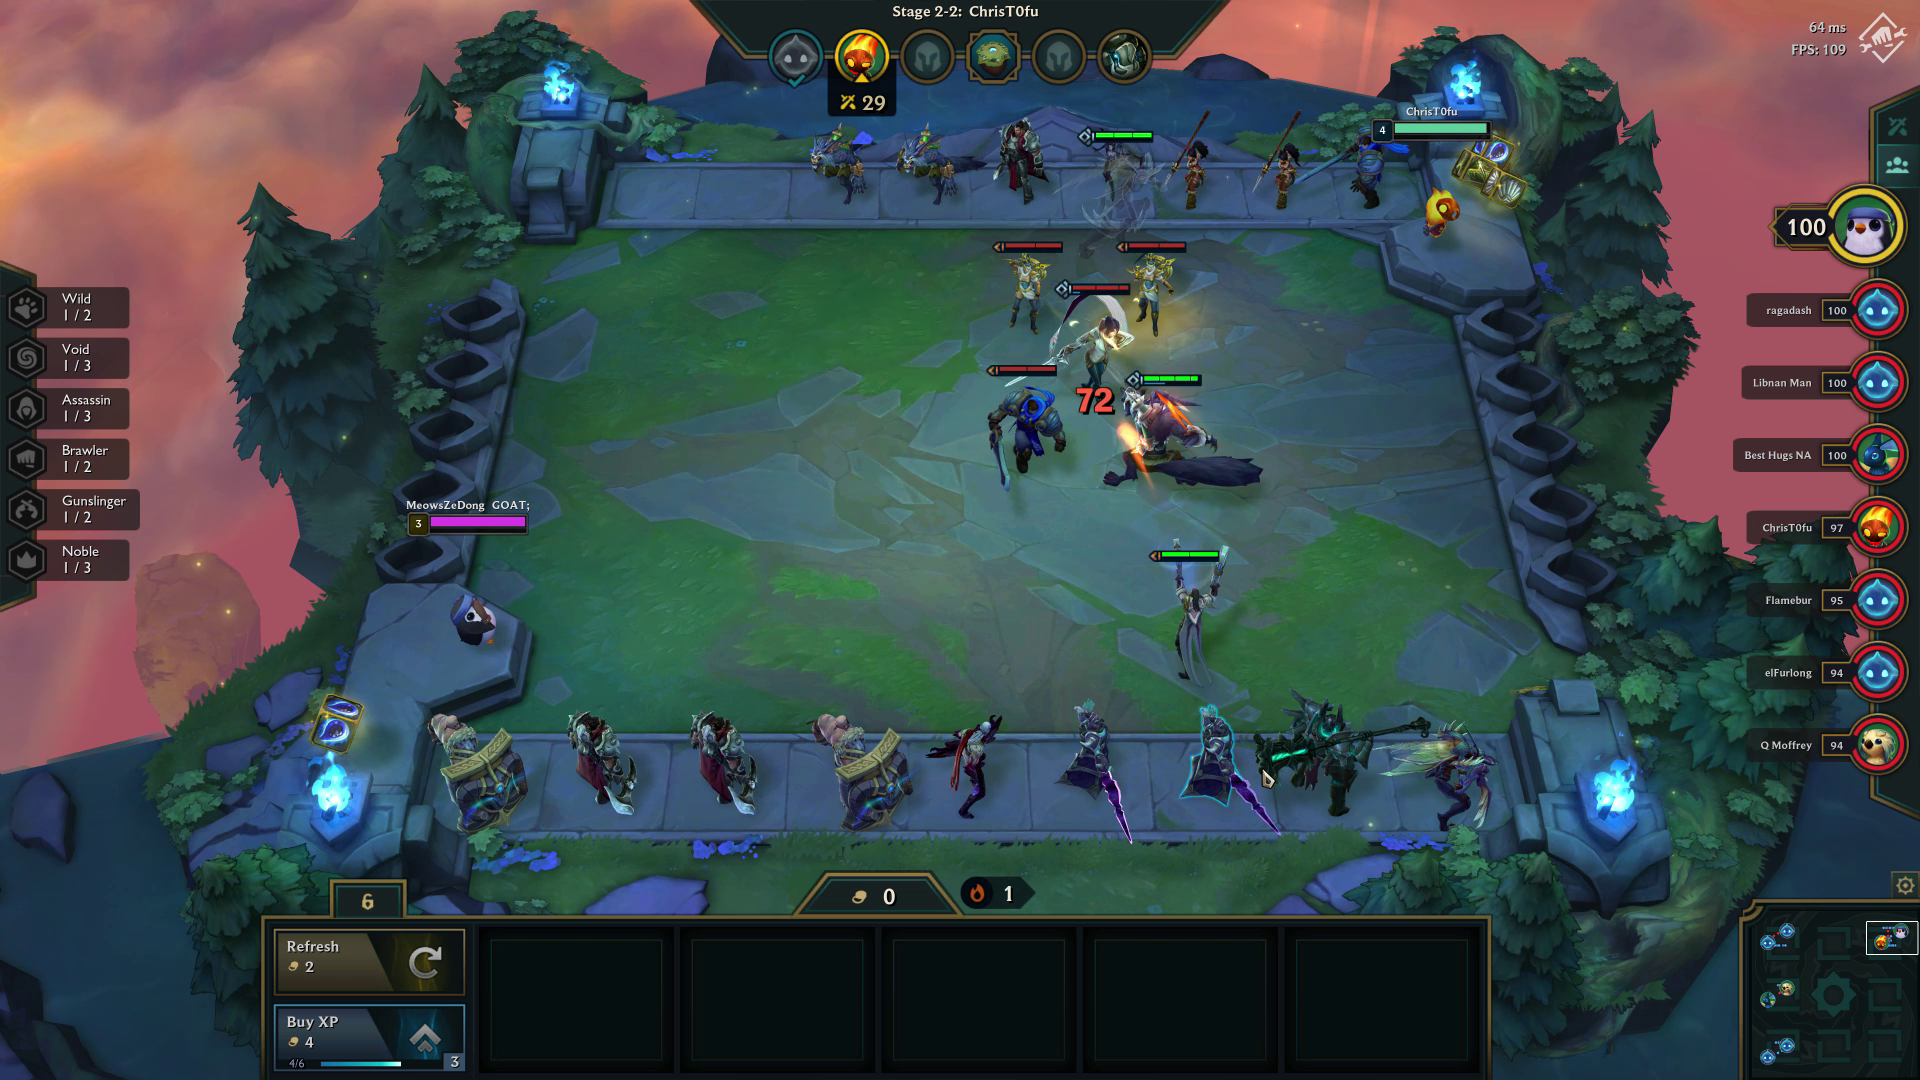 Stage 2-2: ChrisT0fu
64 ms
FPS: 109
29
ChrisT0fu
4
100
Wild
1 / 2
Void
1 / 3
Assassin
1 / 3
Brawler
1 / 2
Gunslinger
1 / 2
Noble
1 / 3
ragadash 100
Libnan Man 100
Best Hugs NA 100
ChrisT0fu 97
Flamebur 95
elFurlong 94
Q Moffrey 94
72
MeowsZeDong GOAT;
3
6
0
1
Refresh
2
Buy XP
4
4/6
3